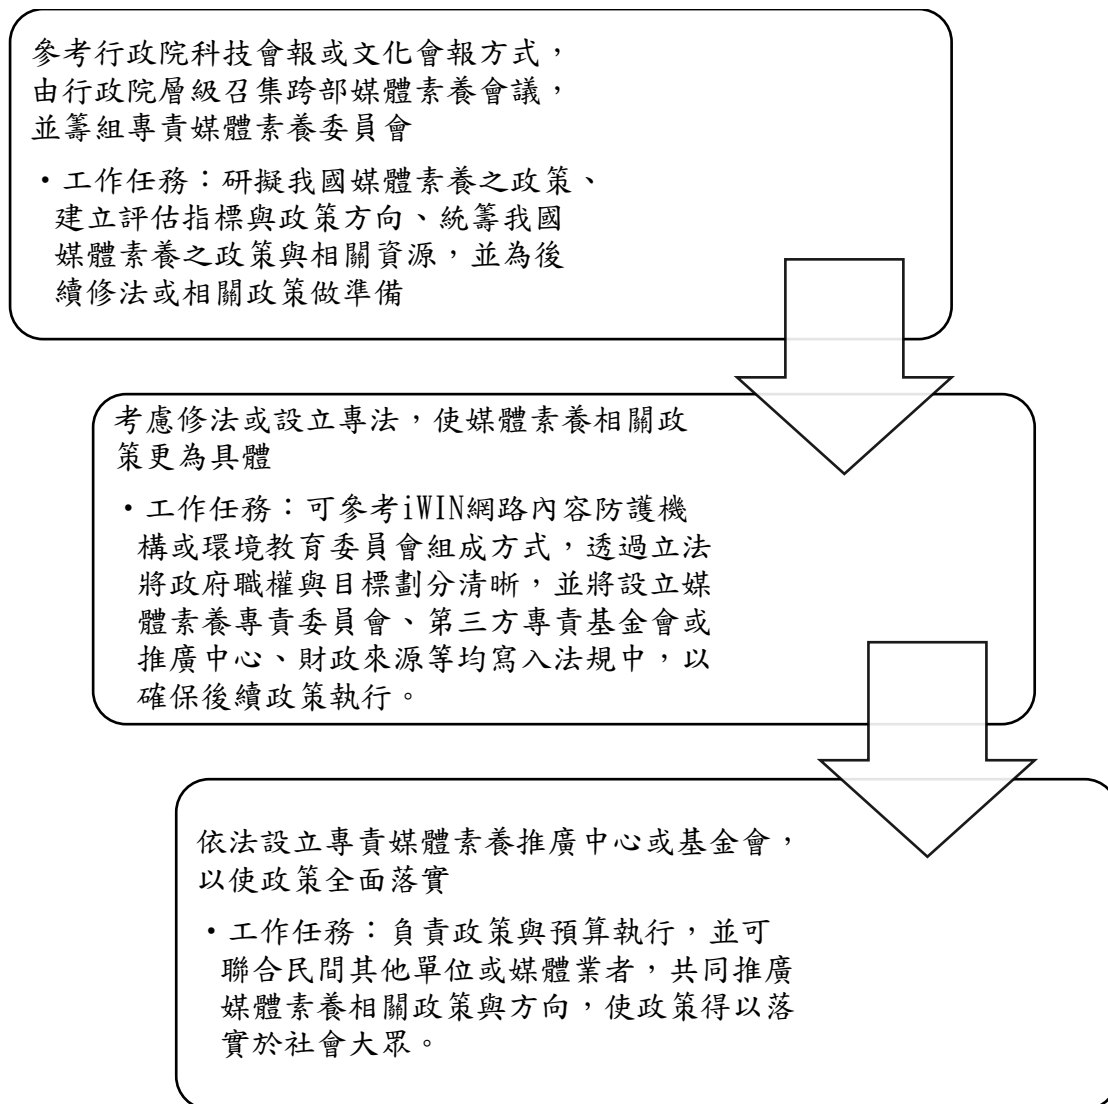 參考行政院科技會報或文化會報方式，
由行政院層級召集跨部媒體素養會議，
並籌組專責媒體素養委員會
•工作任務：研擬我國媒體素養之政策、
建立評估指標與政策方向、統籌我國
媒體素養之政策與相關資源，並為後
續修法或相關政策做準備
考慮修法或設立專法，使媒體素養相關政
策更為具體
•工作任務：可參考iWIN網路內容防護機
構或環境教育委員會組成方式，透過立法
將政府職權與目標劃分清晰，並將設立媒
體素養專責委員會、第三方專責基金會或
推廣中心、財政來源等均寫入法規中，以
確保後續政策執行。
依法設立專責媒體素養推廣中心或基金會，
以使政策全面落實
•工作任務：負責政策與預算執行，並可
聯合民間其他單位或媒體業者，共同推廣
媒體素養相關政策與方向，使政策得以落
實於社會大眾。